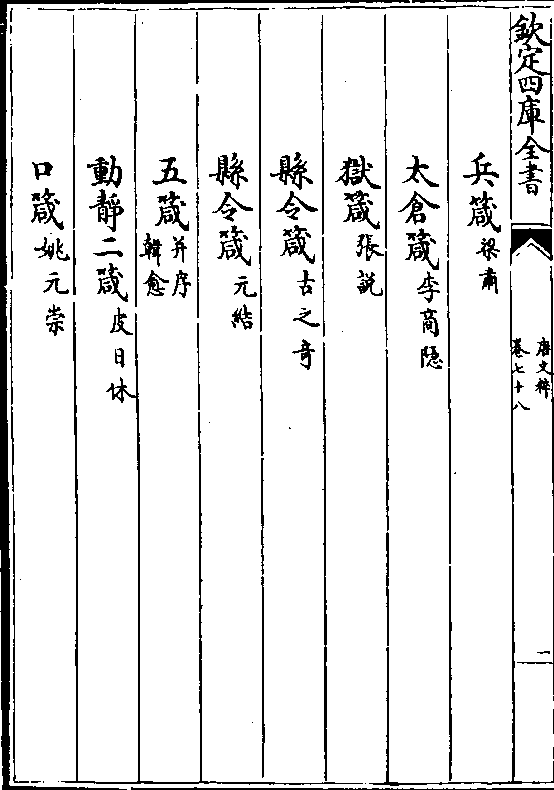 欽定四庫全書
唐文粹
卷七十八
一
兵箴 梁肅
太倉箴 李商隱
獄箴 張說
縣令箴 古之奇
縣令箴 元結
五箴 并序 韓愈
動靜二箴 皮日休
口箴 姚元崇